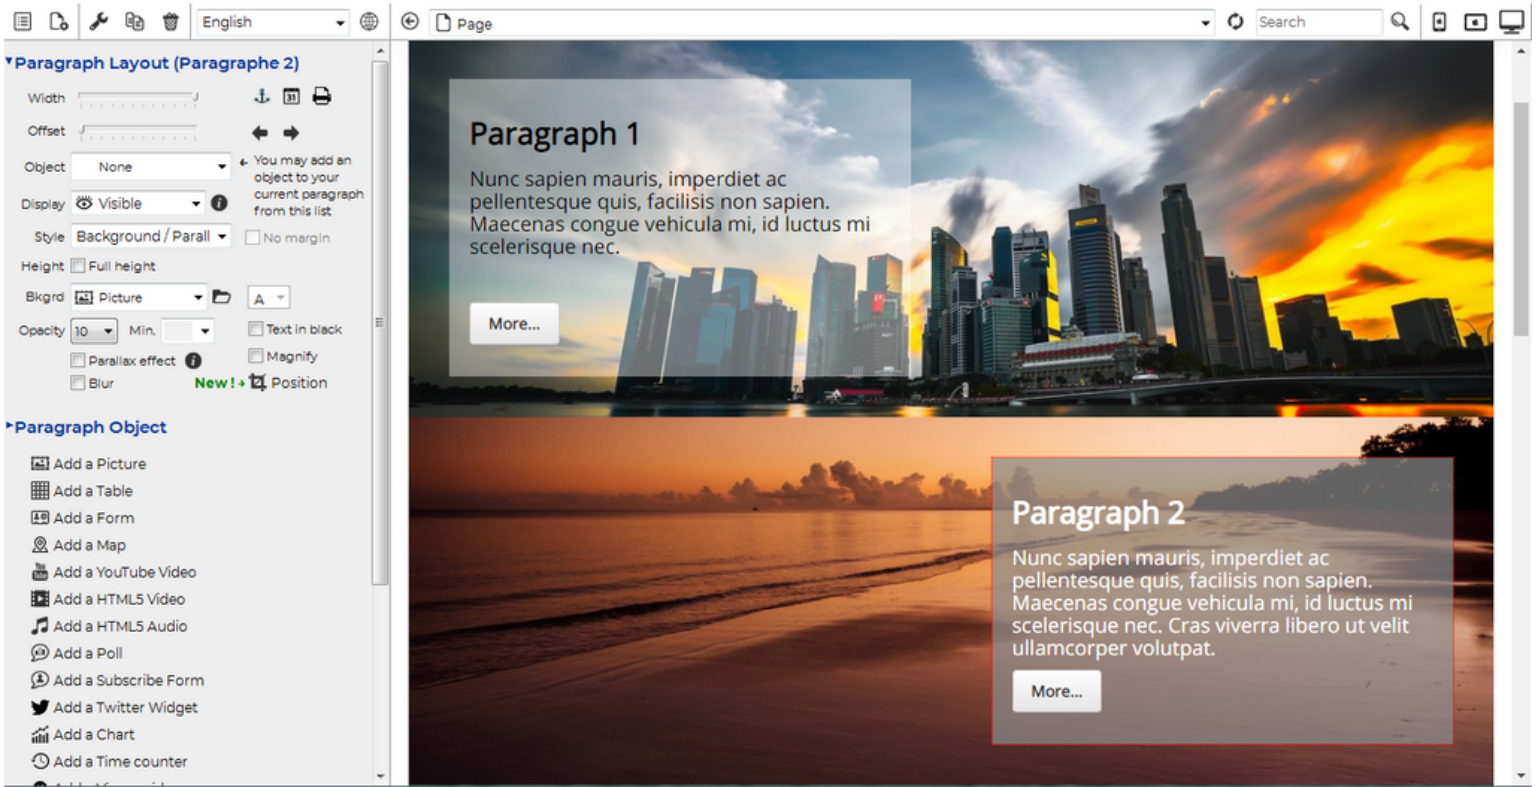 English
Page
Search
Paragraph Layout (Paragraphe 2)
Width
31
Offset
Object None
You may add an
object to your
current paragraph
from this list
Display Visible
Style Background / Parall
No margin
Height Full height
Bkgrd Picture
A
Opacity 10 Min.
Text in black
Parallax effect
Magnify
Blur
New! Position
Paragraph Object
Add a Picture
Add a Table
Add a Form
Add a Map
Add a YouTube Video
Add a HTML5 Video
Add a HTML5 Audio
Add a Poll
Add a Subscribe Form
Add a Twitter Widget
Add a Chart
Add a Time counter
Paragraph 1
Nunc sapien mauris, imperdiet ac
pellentesque quis, facilisis non sapien.
Maecenas congue vehicula mi, id luctus mi
scelerisque nec.
More...
Paragraph 2
Nunc sapien mauris, imperdiet ac
pellentesque quis, facilisis non sapien.
Maecenas congue vehicula mi, id luctus mi
scelerisque nec. Cras viverra libero ut velit
ullamcorper volutpat.
More...